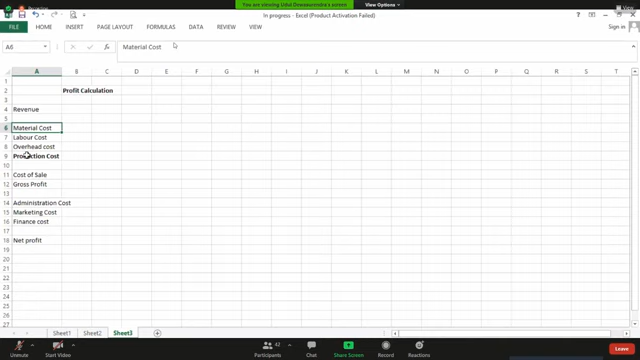 You are viewing Udul Dewasurendra's screen
View Options
View
In progress - Excel (Product Activation Failed)
FILE HOME INSERT PAGE LAYOUT FORMULAS DATA REVIEW VIEW
Sign in
A6
fx
Material Cost
A B C D E F G H I J K L M N O P Q R S T
1
2 Profit Calculation
3
4 Revenue
5
6 Material Cost
7 Labour Cost
8 Overhead cost
9 Production Cost
10
11 Cost of Sale
12 Gross Profit
13
14 Administration Cost
15 Marketing Cost
16 Finance cost
17
18 Net profit
19
20
21
22
23
24
25
26
27
Sheet1 Sheet2 Sheet3
Unmute Start Video Participants 42 Chat Share Screen Record Reactions Leave